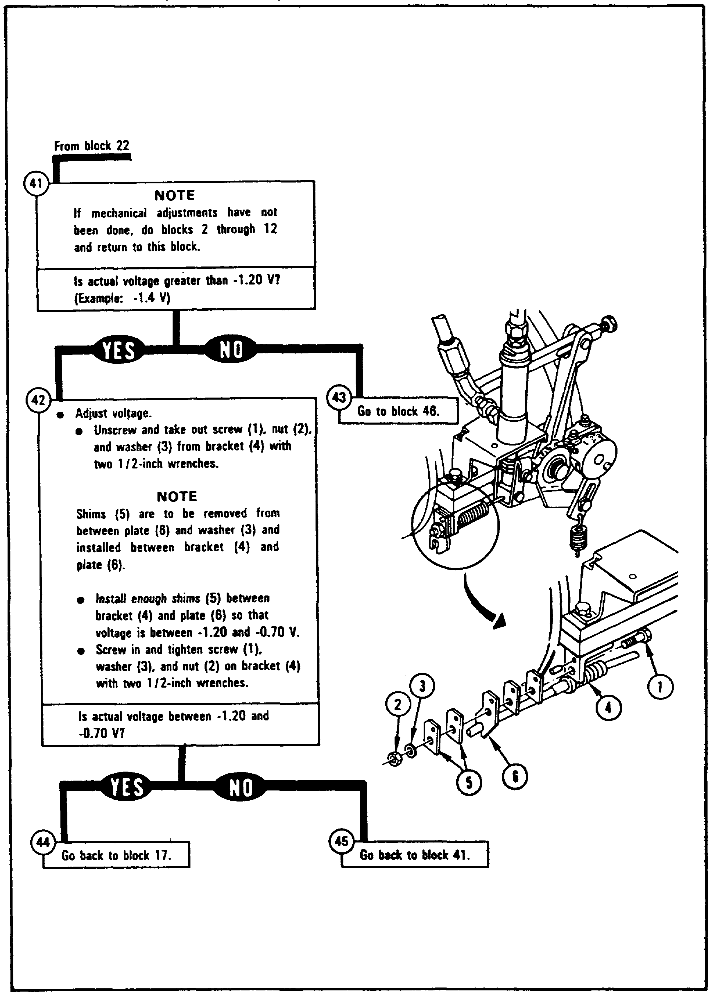 From block 22
41
NOTE
If mechanical adjustments have not
been done, do blocks 2 through 12
and return to this block.
Is actual voltage greater than -1.20 V?
(Example: -1.4 V)
YES
NO
42
• Adjust voltage.
• Unscrew and take out screw (1), nut (2),
and washer (3) from bracket (4) with
two 1/2-inch wrenches.
NOTE
Shims (5) are to be removed from
between plate (6) and washer (3) and
installed between bracket (4) and
plate (6).
• Install enough shims (5) between
bracket (4) and plate (6) so that
voltage is between -1.20 and -0.70 V.
• Screw in and tighten screw (1),
washer (3), and nut (2) on bracket (4)
with two 1/2-inch wrenches.
Is actual voltage between -1.20 and
-0.70 V?
43
Go to block 46.
YES
NO
44
Go back to block 17.
45
Go back to block 41.
1
2
3
4
5
6